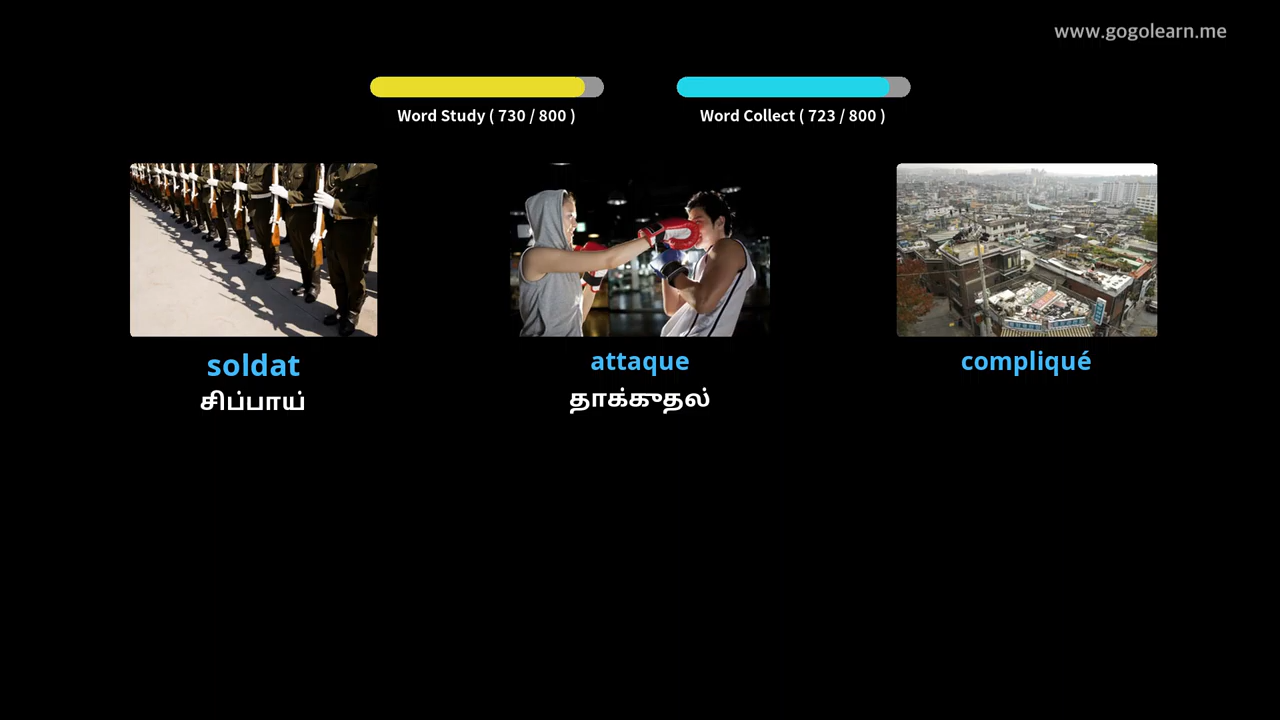 www.gogolearn.me
Word Study ( 730 / 800 )
Word Collect ( 723 / 800 )
soldat
attaque
compliqué
சிப்பாய்
தாக்குதல்